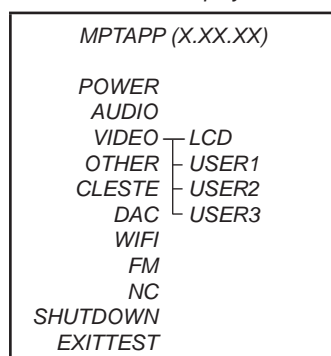 MPTAPP (X.XX.XX)
POWER
AUDIO
VIDEO LCD
OTHER USER1
CLESTE USER2
DAC USER3
WIFI
FM
NC
SHUTDOWN
EXITTEST